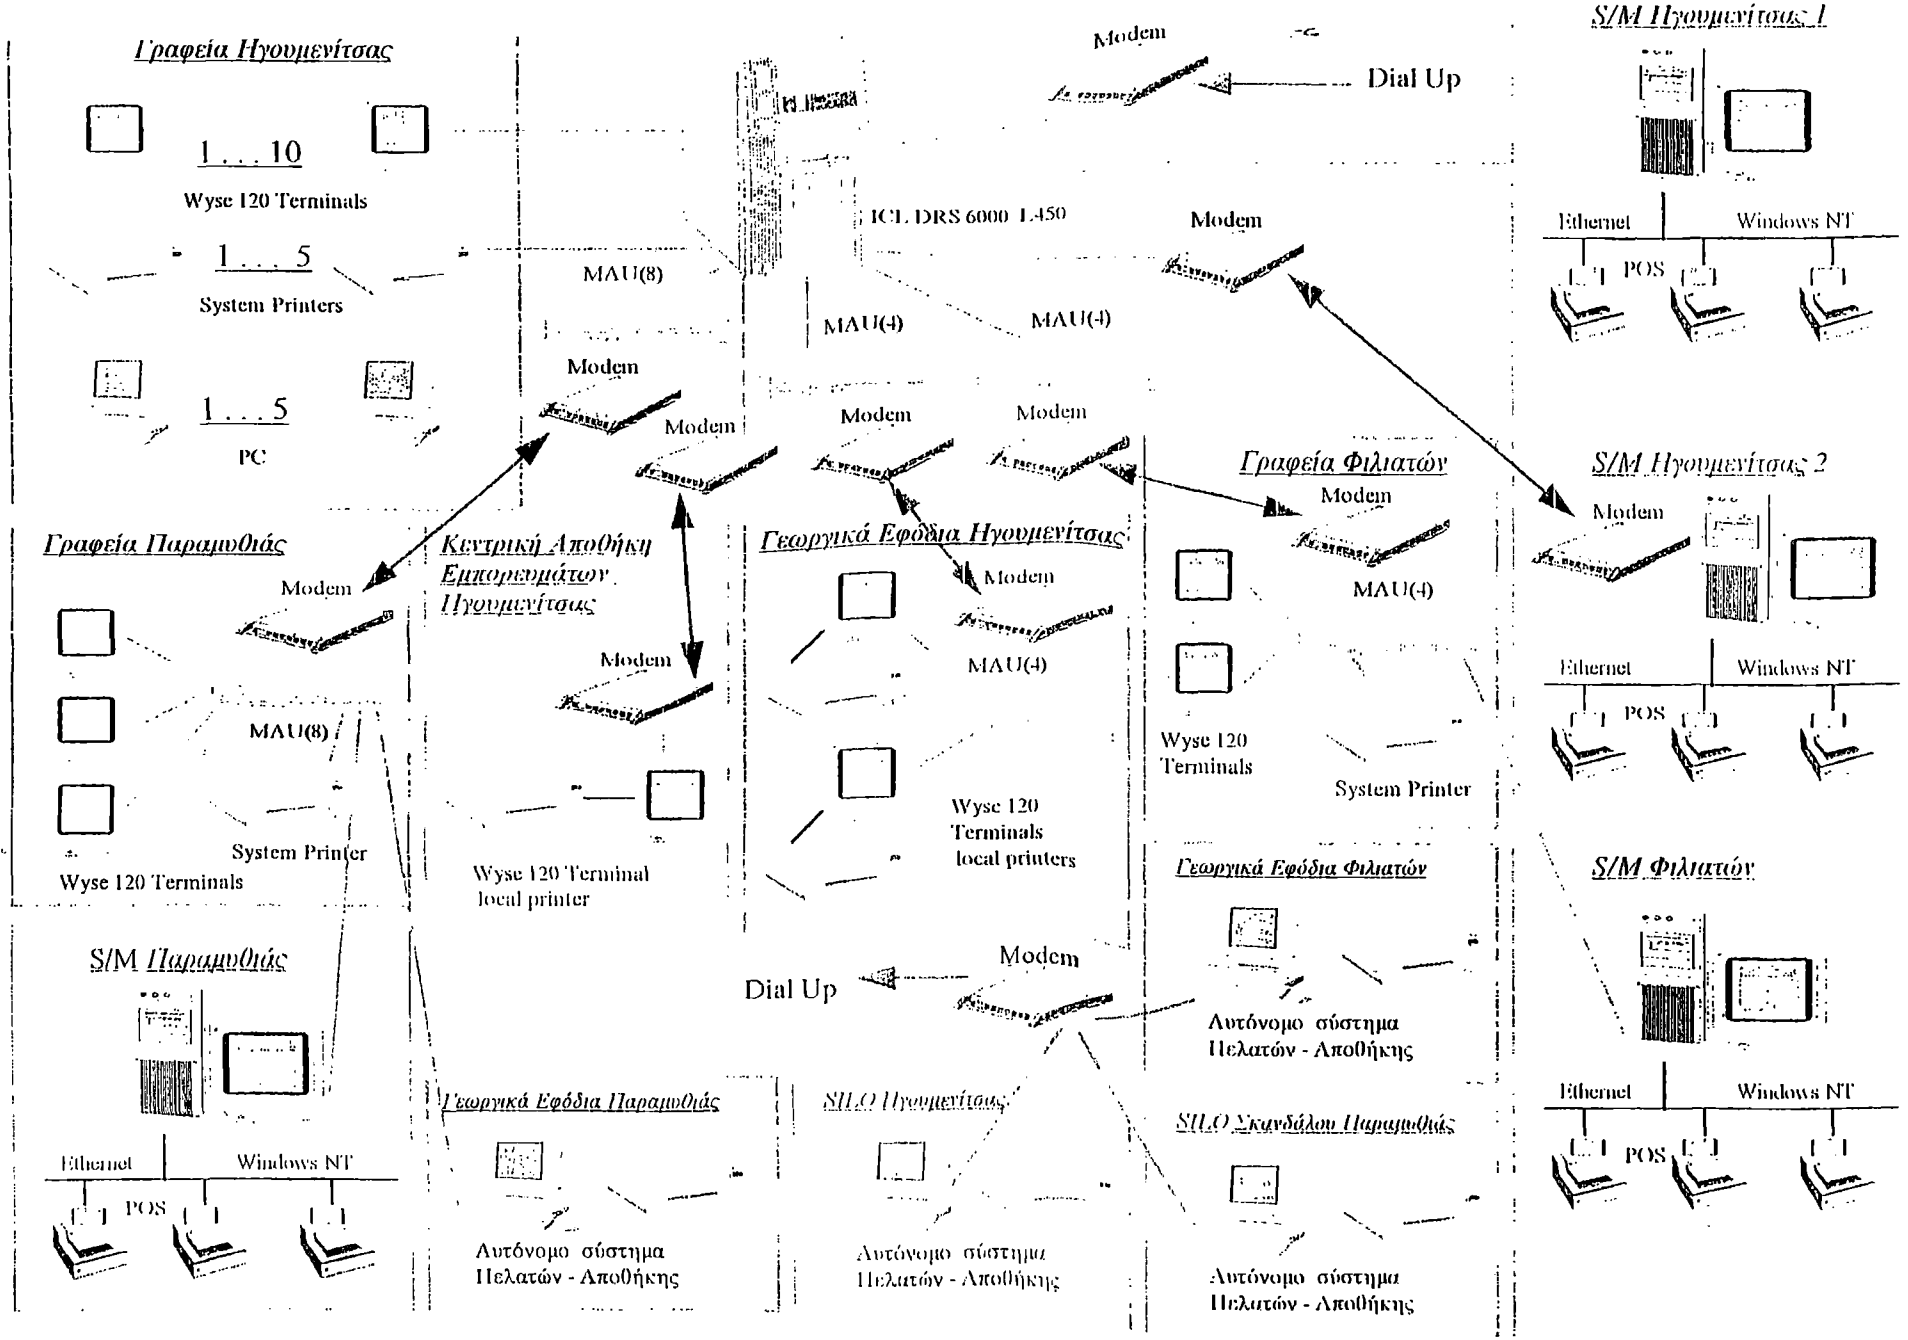 Γραφεία Ηγουμενίτσας
1 . . . 10
Wyse 120 Terminals
1 . . . 5
System Printers
1 . . . 5
PC
ICL DRS 6000 L450
MAU(8)
MAU(4)
MAU(4)
Modem
Dial Up
Modem
Modem
Modem
Modem
Modem
S/M Ηγουμενίτσας 1
Ethernet
Windows NT
POS
Γραφεία Παραμυθιάς
Modem
MAU(8)
System Printer
Wyse 120 Terminals
Κεντρική Αποθήκη
Εμπορευμάτων
Ηγουμενίτσας
Modem
Wyse 120 Terminal
local printer
Γεωργικά Εφόδια Ηγουμενίτσας
Modem
MAU(4)
Wyse 120
Terminals
local printers
Γραφεία Φιλιατών
Modem
MAU(4)
Wyse 120
Terminals
System Printer
S/M Ηγουμενίτσας 2
Modem
Ethernet
Windows NT
POS
S/M Παραμυθιάς
Ethernet
Windows NT
POS
Γεωργικά Εφόδια Παραμυθιάς
Αυτόνομο σύστημα
Πελατών - Αποθήκης
Dial Up
Modem
SILO Ηγουμενίτσας
Αυτόνομο σύστημα
Πελατών - Αποθήκης
Γεωργικά Εφόδια Φιλιατών
Αυτόνομο σύστημα
Πελατών - Αποθήκης
SILO Σκανδάλου Παραμυθιάς
Αυτόνομο σύστημα
Πελατών - Αποθήκης
S/M Φιλιατών
Ethernet
Windows NT
POS